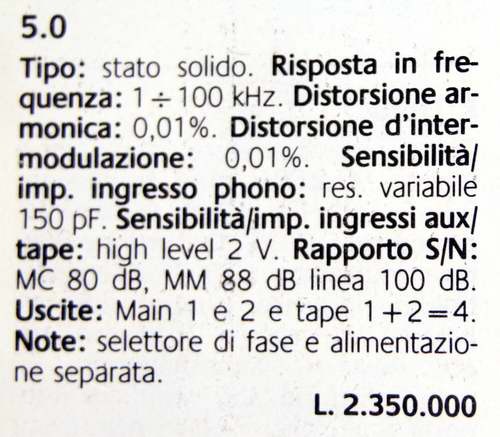 5.0
Tipo: stato solido. Risposta in fre-
quenza: 1 ÷ 100 kHz. Distorsione ar-
monica: 0,01%. Distorsione d'inter-
modulazione: 0,01%. Sensibilità/
imp. ingresso phono: res. variabile
150 pF. Sensibilità/imp. ingressi aux/
tape: high level 2 V. Rapporto S/N:
MC 80 dB, MM 88 dB linea 100 dB.
Uscite: Main 1 e 2 e tape 1+2=4.
Note: selettore di fase e alimentazio-
ne separata.
L. 2.350.000